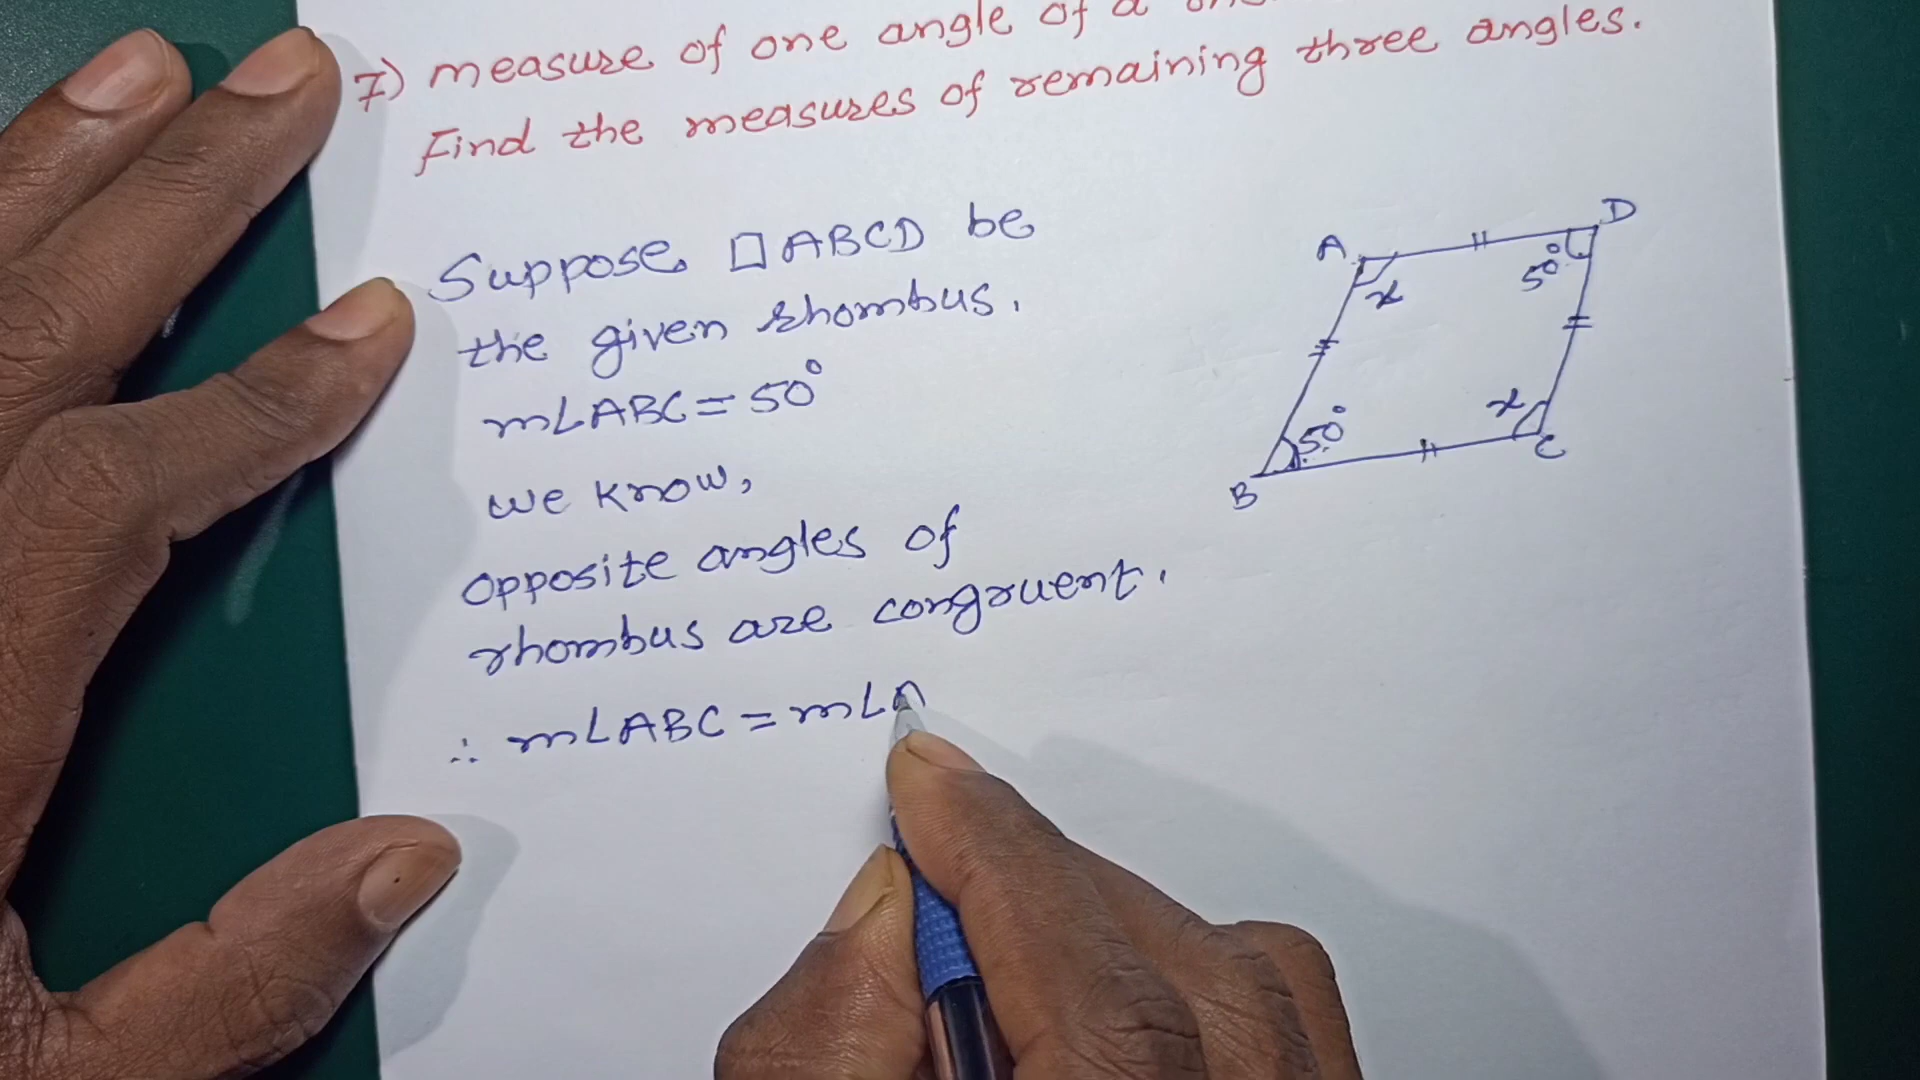 7) measure of one angle of a
Find the measures of remaining three angles.
Suppose □ABCD be
the given rhombus.
m∠ABC = 50°
we know,
opposite angles of
rhombus are congruent.
∴ m∠ABC = m∠A
A
D
x
50°
50°
x
B
C